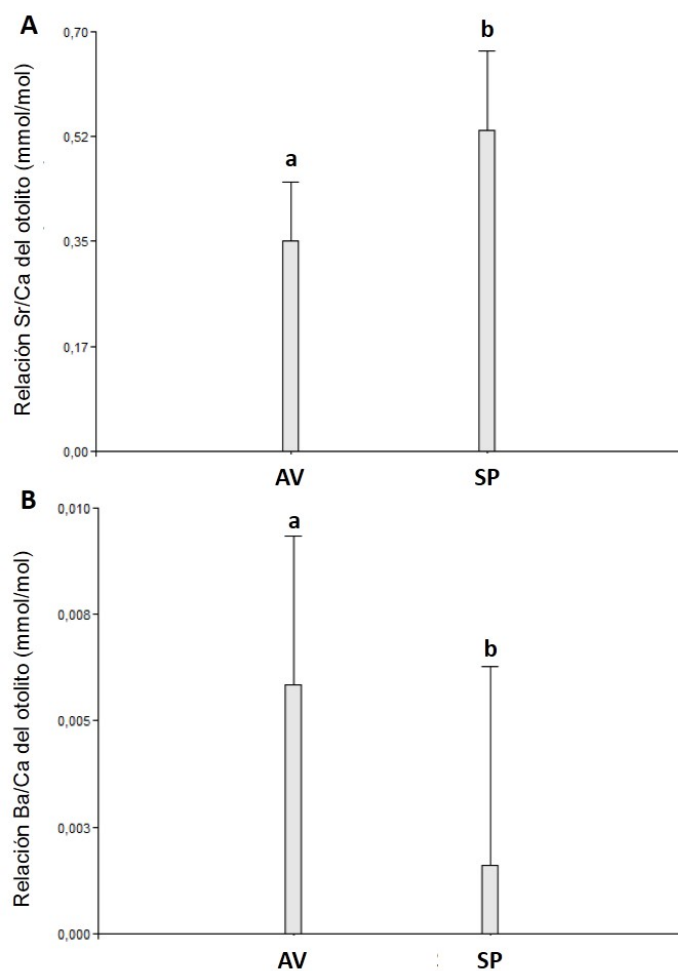 A
Relación Sr/Ca del otolito (mmol/mol)
0,70
0,52
0,35
0,17
0,00
a
b
AV
SP
B
Relación Ba/Ca del otolito (mmol/mol)
0,010
0,008
0,005
0,003
0,000
a
b
AV
SP